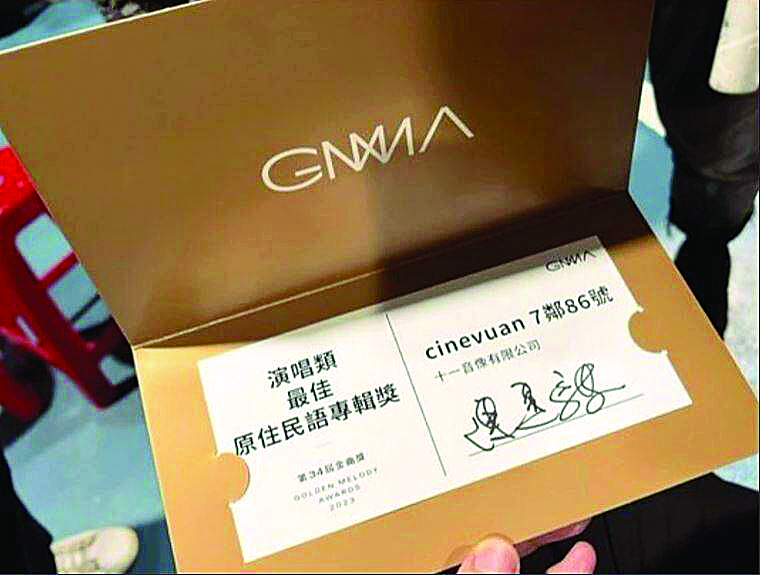 GMA
GMA
演唱類
最佳
原住民語專輯獎
第34屆金曲獎
GOLDEN MELODY
AWARDS
2023
cinevuan 7鄰86號
十一音像有限公司